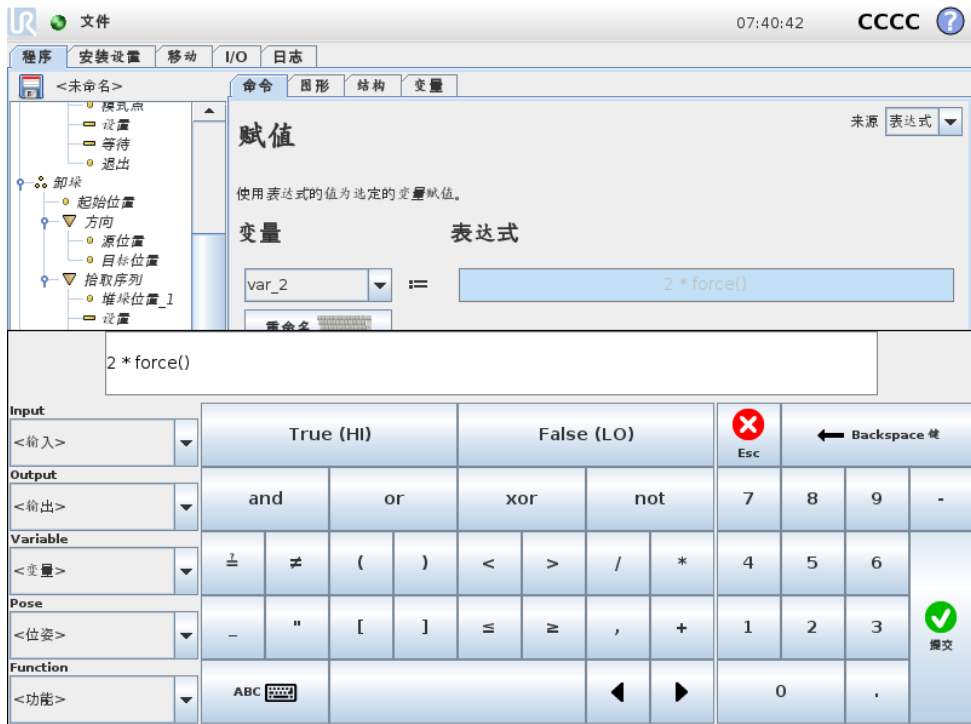 UR 文件 07:40:42 CCCC ?
程序 安装设置 移动 I/O 日志
<未命名> 命令 图形 结构 变量
模式点
设置
等待
退出
卸垛
起始位置
方向
源位置
目标位置
拾取序列
堆垛位置_1
设置
赋值 来源 表达式
使用表达式的值为选定的变量赋值。
变量 表达式
var_2 := 2 * force()
重命名
2 * force()
Input
<输入> True (HI) False (LO) Esc Backspace 键
Output
<输出> and or xor not 7 8 9 -
Variable
<变量> ≟ ≠ ( ) < > / * 4 5 6
Pose
<位姿> _ " [ ] ≤ ≥ , + 1 2 3 提交
Function
<功能> ABC 0 .